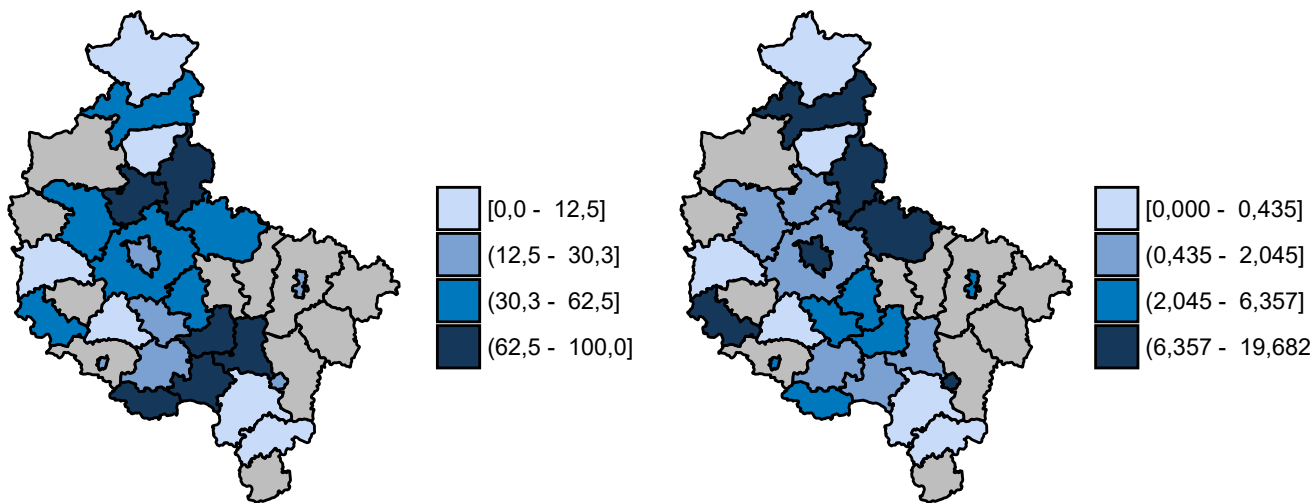 [0,0 - 12,5]
(12,5 - 30,3]
(30,3 - 62,5]
(62,5 - 100,0]
[0,000 - 0,435]
(0,435 - 2,045]
(2,045 - 6,357]
(6,357 - 19,682